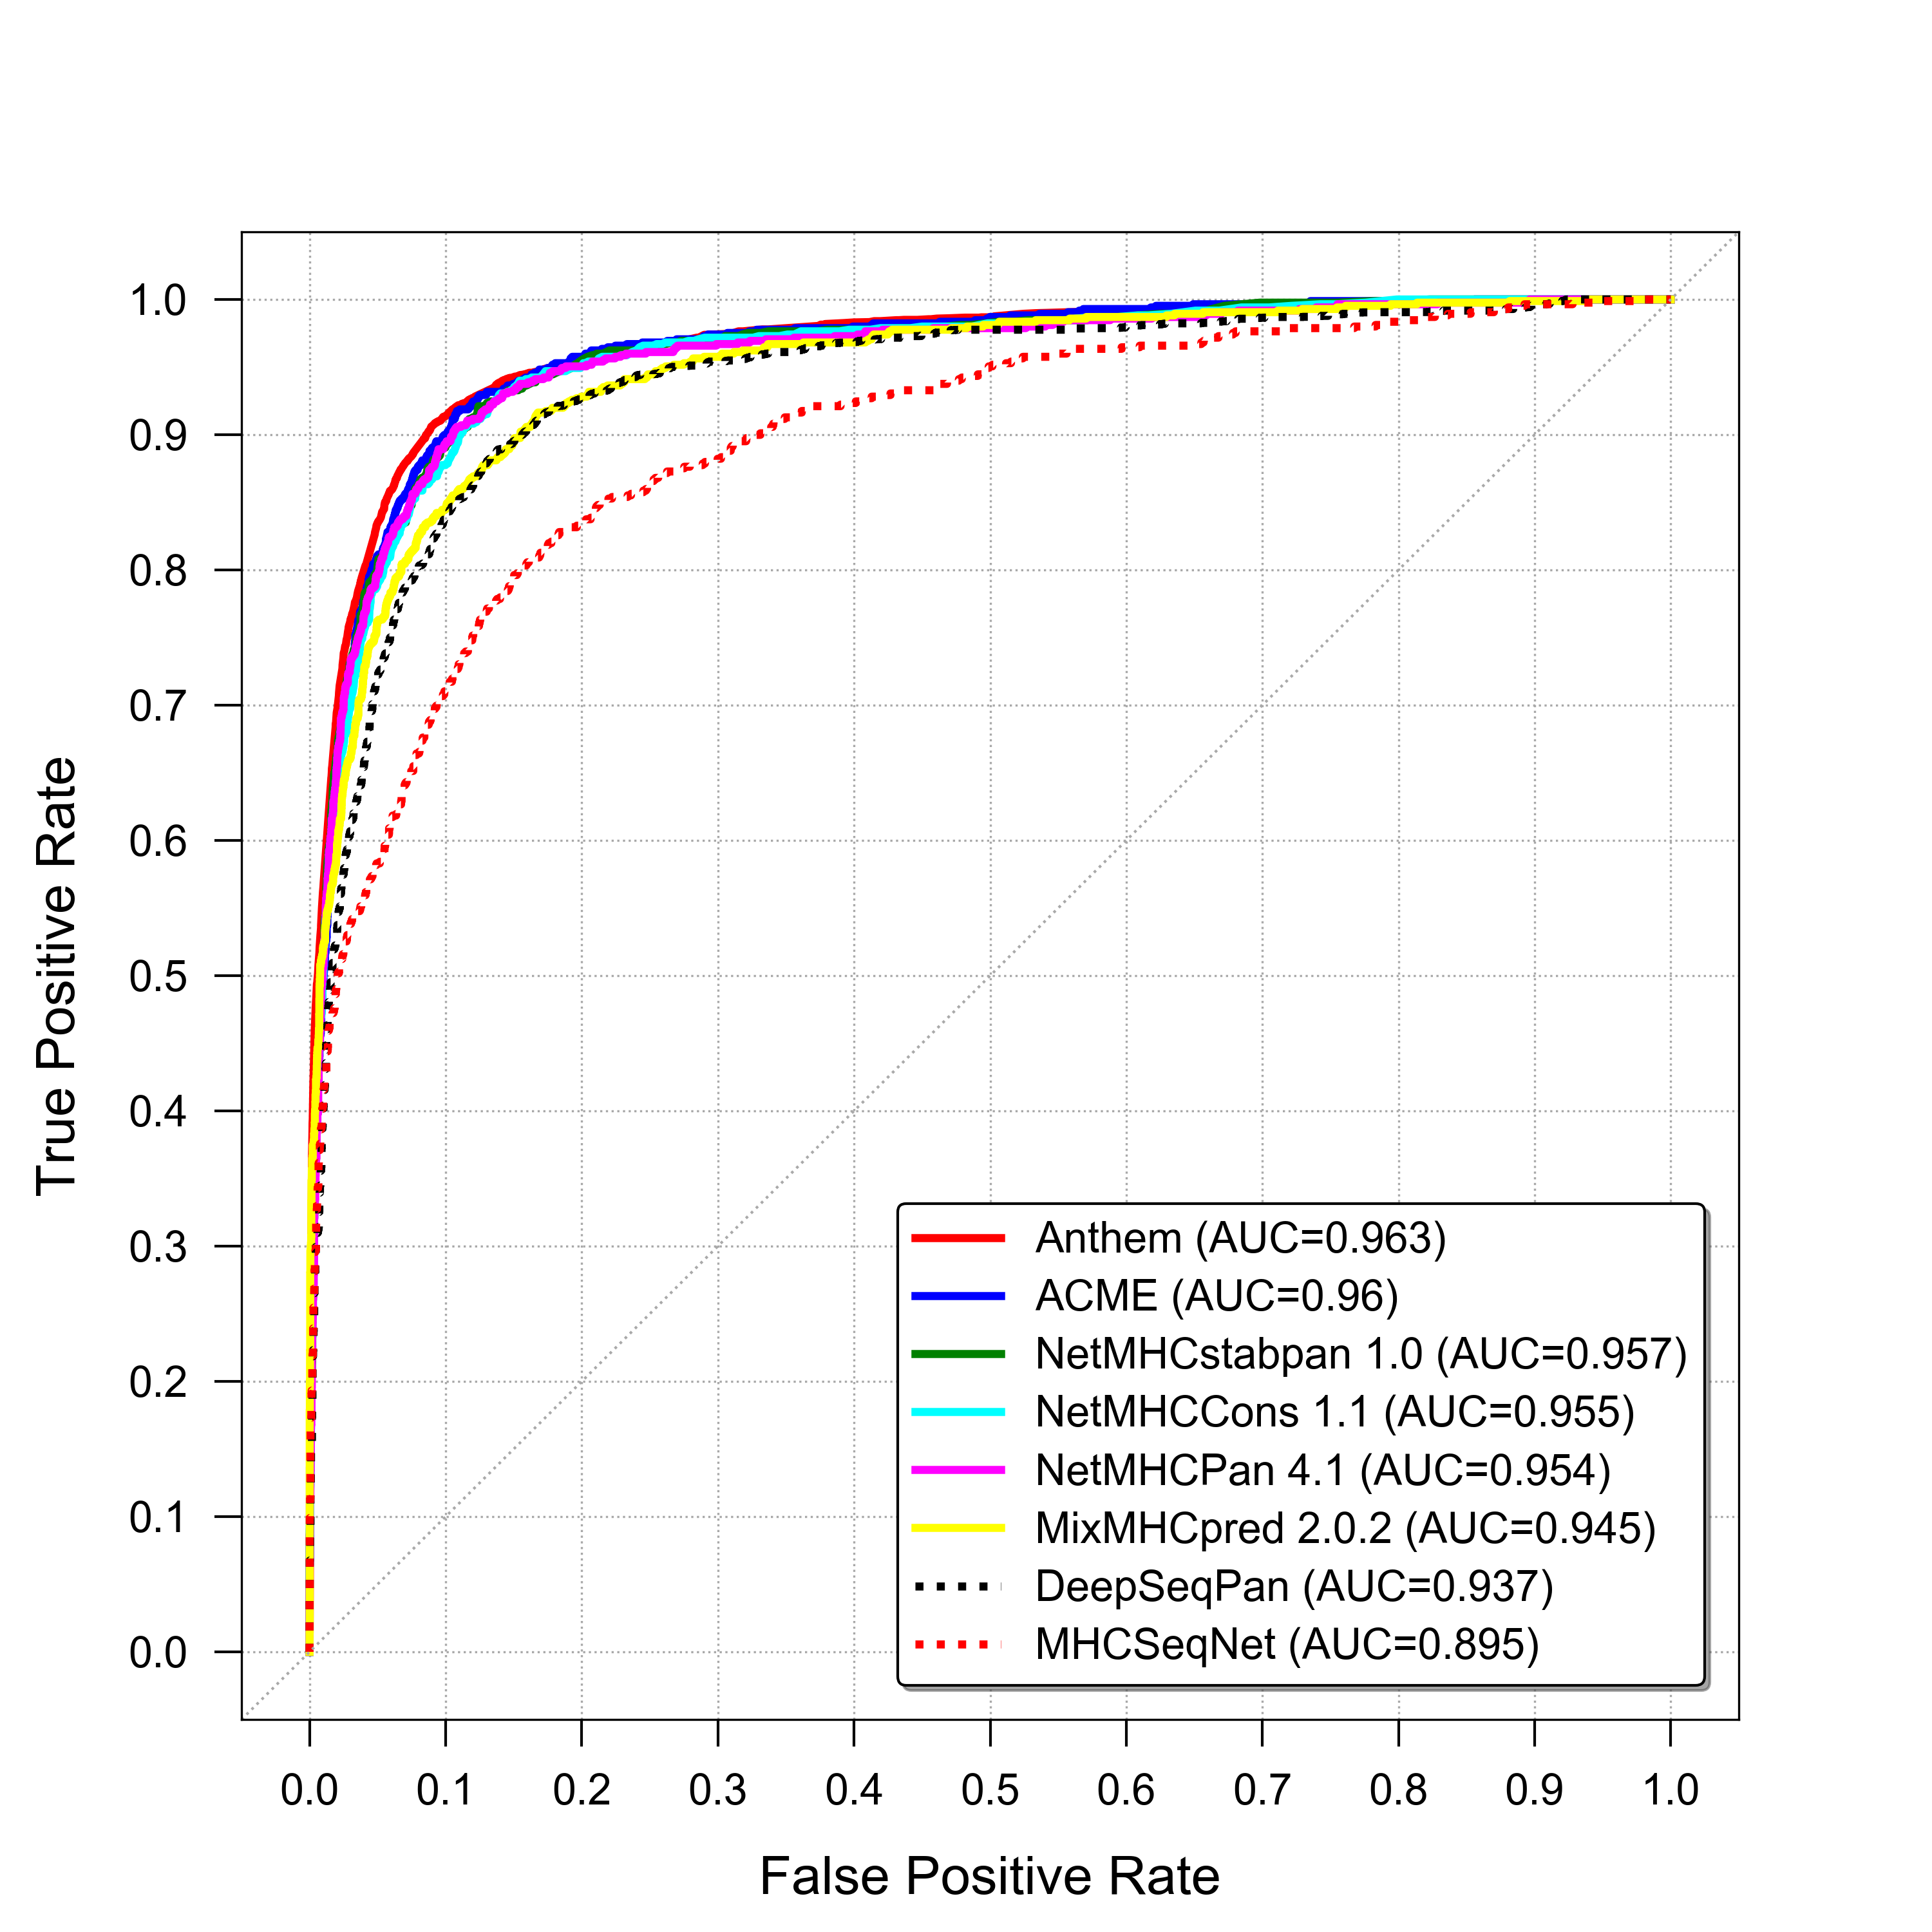 1.0
0.9
0.8
0.7
0.6
0.5
0.4
0.3
0.2
0.1
0.0
True Positive Rate
Anthem (AUC=0.963)
ACME (AUC=0.96)
NetMHCstabpan 1.0 (AUC=0.957)
NetMHCCons 1.1 (AUC=0.955)
NetMHCPan 4.1 (AUC=0.954)
MixMHCpred 2.0.2 (AUC=0.945)
DeepSeqPan (AUC=0.937)
MHCSeqNet (AUC=0.895)
0.0 0.1 0.2 0.3 0.4 0.5 0.6 0.7 0.8 0.9 1.0
False Positive Rate